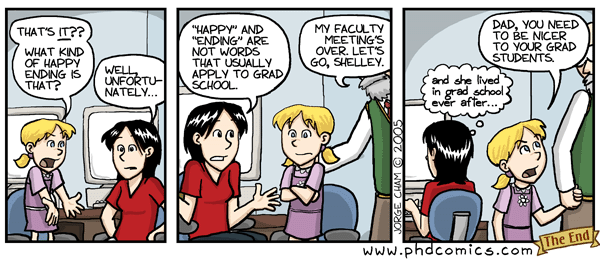 THAT'S IT??
WHAT KIND
OF HAPPY
ENDING IS
THAT?
WELL,
UNFORTU-
NATELY...
"HAPPY" AND
"ENDING" ARE
NOT WORDS
THAT USUALLY
APPLY TO GRAD
SCHOOL.
MY FACULTY
MEETING'S
OVER. LET'S
GO, SHELLEY.
JORGE CHAM © 2005
DAD, YOU NEED
TO BE NICER
TO YOUR GRAD
STUDENTS.
and she lived
in grad school
ever after...
www.phdcomics.com
The End